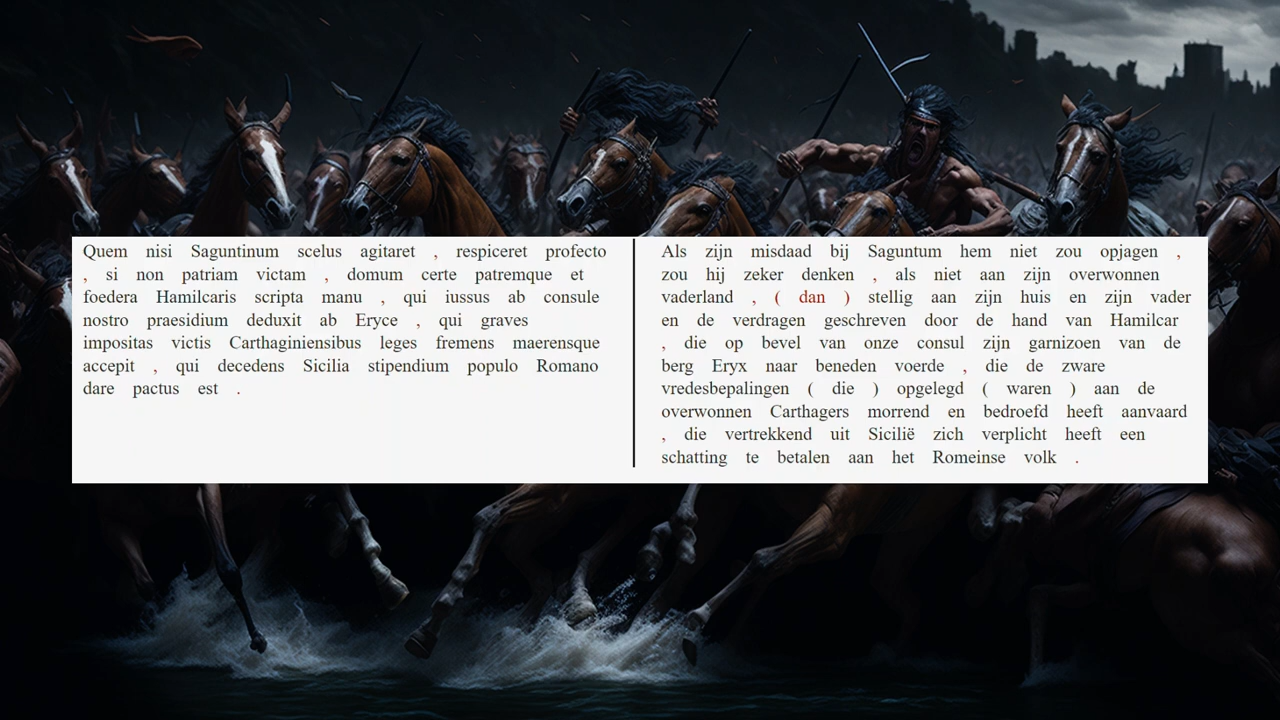 Quem nisi Saguntinum scelus agitaret , respiceret profecto
, si non patriam victam , domum certe patremque et
foedera Hamilcaris scripta manu , qui iussus ab consule
nostro praesidium deduxit ab Eryce , qui graves
impositas victis Carthaginiensibus leges fremens maerensque
accepit , qui decedens Sicilia stipendium populo Romano
dare pactus est .
Als zijn misdaad bij Saguntum hem niet zou opjagen ,
zou hij zeker denken , als niet aan zijn overwonnen
vaderland , ( dan ) stellig aan zijn huis en zijn vader
en de verdragen geschreven door de hand van Hamilcar
, die op bevel van onze consul zijn garnizoen van de
berg Eryx naar beneden voerde , die de zware
vredesbepalingen ( die ) opgelegd ( waren ) aan de
overwonnen Carthagers morrend en bedroefd heeft aanvaard
, die vertrekkend uit Sicilië zich verplicht heeft een
schatting te betalen aan het Romeinse volk .